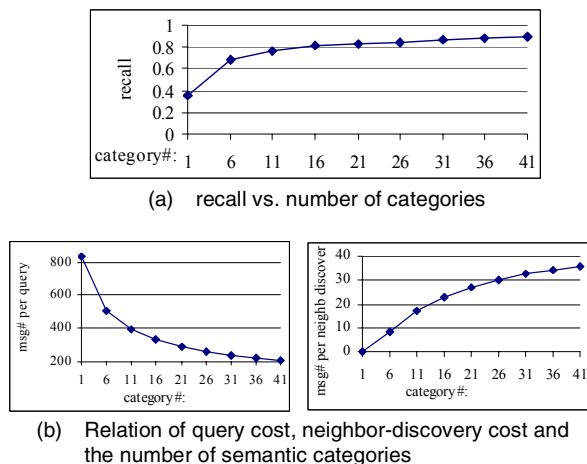 1
0.8
0.6
0.4
0.2
0
recall
category#:
1 6 11 16 21 26 31 36 41
(a) recall vs. number of categories
800
600
400
200
msg# per query
1 6 11 16 21 26 31 36 41
category#:
40
30
20
10
0
msg# per neighb discover
1 6 11 16 21 26 31 36 41
category#:
(b) Relation of query cost, neighbor-discovery cost and
the number of semantic categories